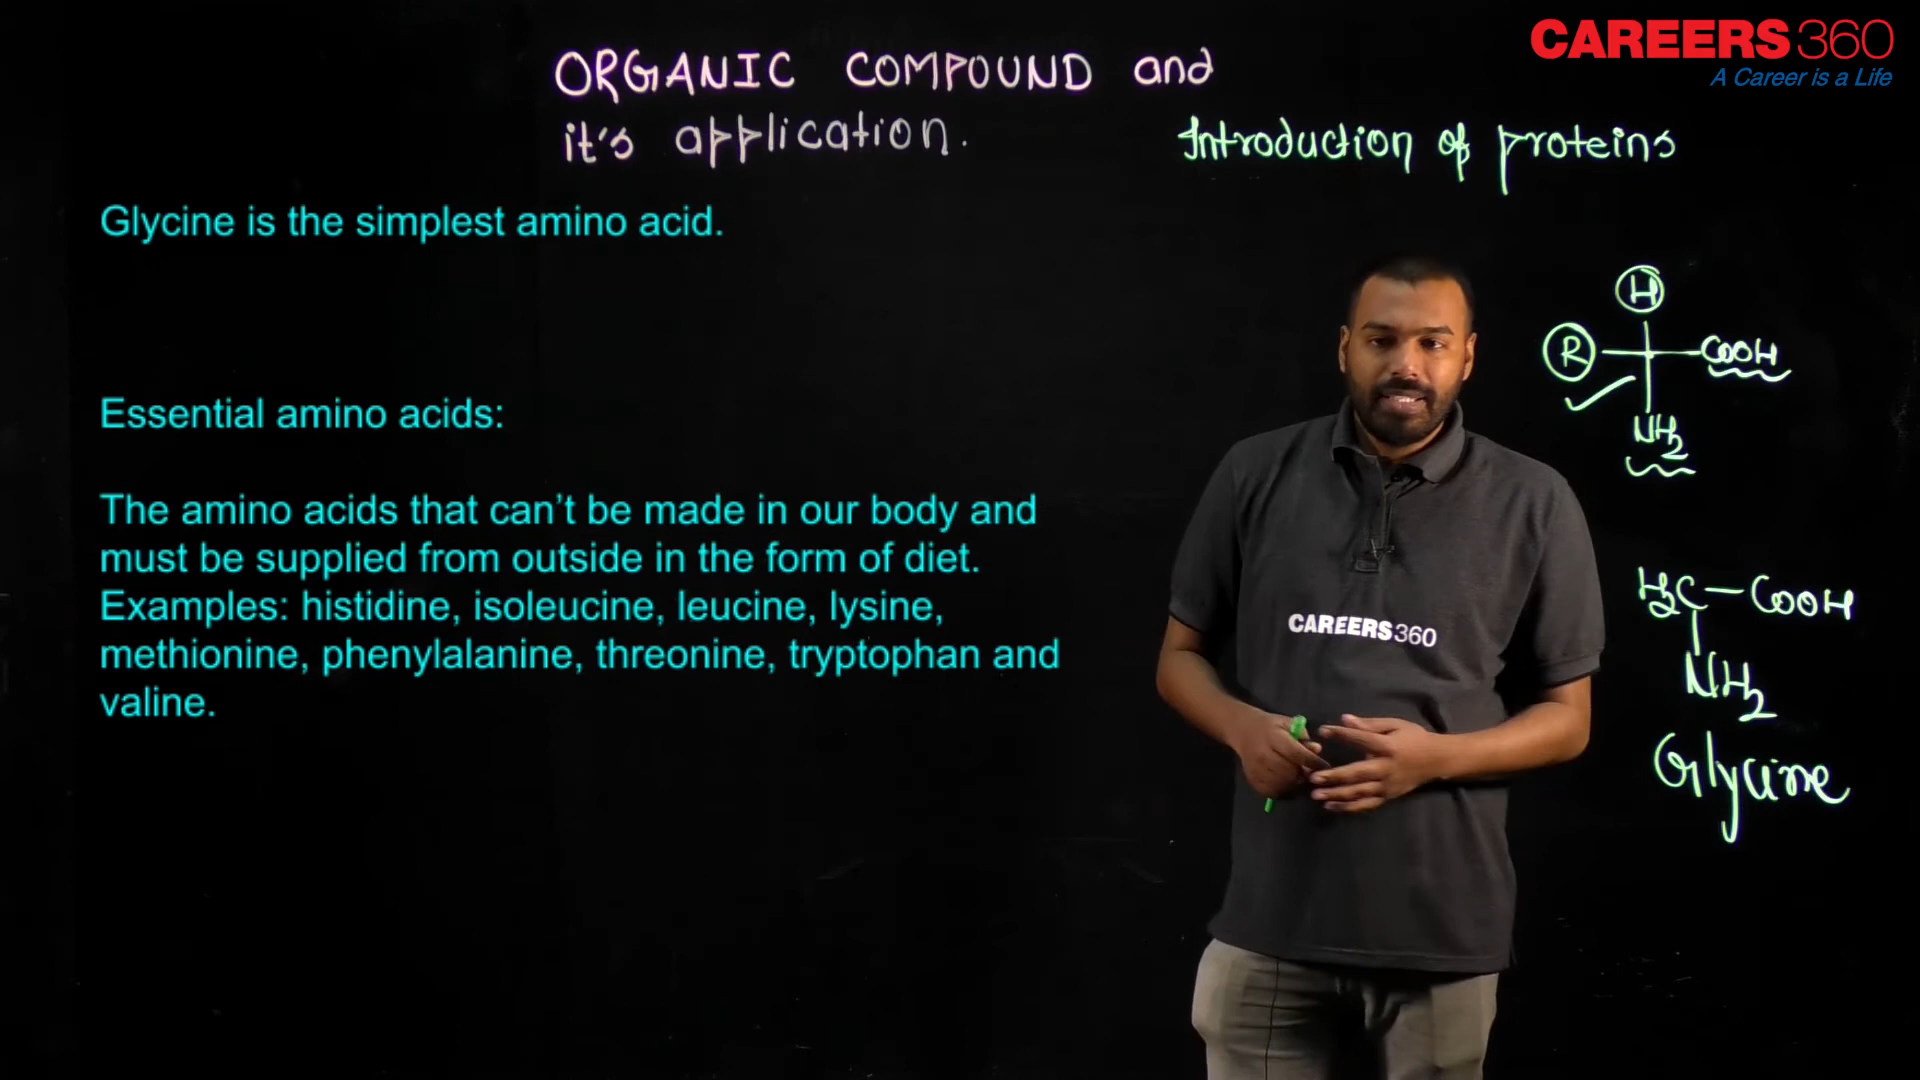 CAREERS360
A Career is a Life
ORGANIC COMPOUND and
it's application.
Introduction of proteins
Glycine is the simplest amino acid.
H
R COOH
NH2
Essential amino acids:
The amino acids that can’t be made in our body and
must be supplied from outside in the form of diet.
Examples: histidine, isoleucine, leucine, lysine,
methionine, phenylalanine, threonine, tryptophan and
valine.
H2C-COOH
NH2
Glycine
CAREERS360